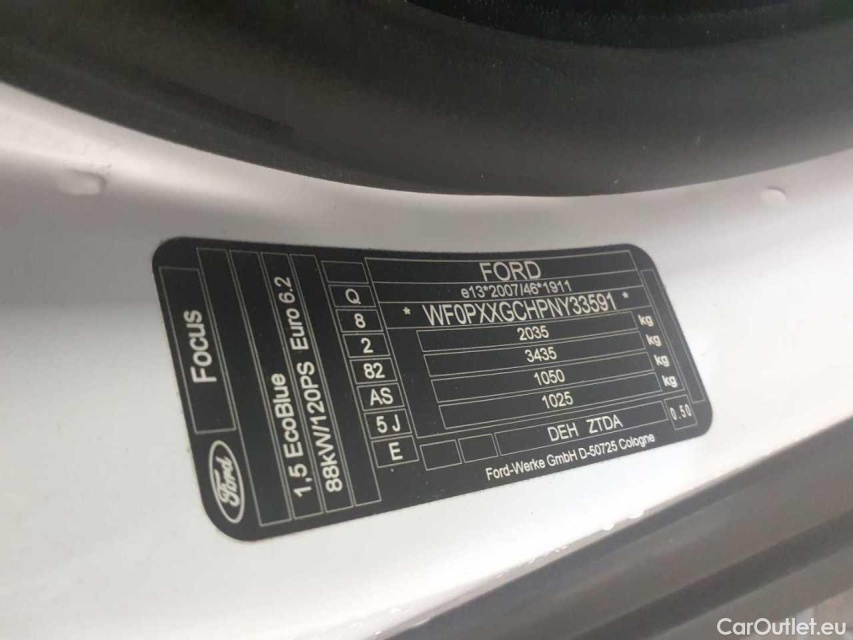 FORD
e13*2007/46*1911
* WF0PXXGCHPNY33591 *
2035 kg
3435 kg
1050 kg
1025 kg
DEH ZTDA
0.50
Ford-Werke GmbH D-50725 Cologne
Q
8
2
82
AS
5 J
E
Focus
1,5 EcoBlue
88kW/120PS Euro 6.2
Ford
CarOutlet.eu